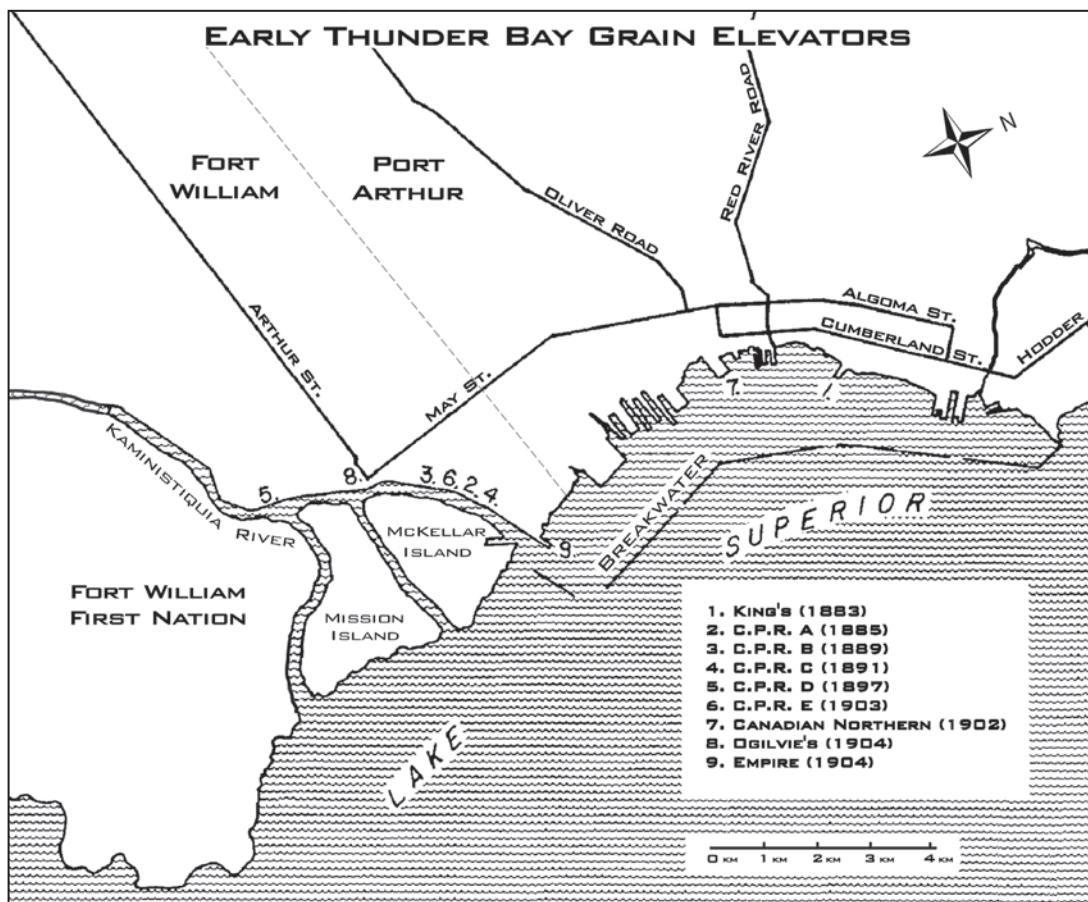 EARLY THUNDER BAY GRAIN ELEVATORS
N
FORT
WILLIAM
PORT
ARTHUR
OLIVER ROAD
RED RIVER ROAD
ARTHUR ST.
MAY ST.
ALGOMA ST.
CUMBERLAND ST.
HODDER
7.
1.
KAMINISTIQUIA
RIVER
5.
8.
3. 6. 2. 4.
9.
MCKELLAR
ISLAND
MISSION
ISLAND
FORT WILLIAM
FIRST NATION
BREAKWATER
LAKE
SUPERIOR
1. KING'S (1883)
2. C.P.R. A (1885)
3. C.P.R. B (1889)
4. C.P.R. C (1891)
5. C.P.R. D (1897)
6. C.P.R. E (1903)
7. CANADIAN NORTHERN (1902)
8. OGILVIE'S (1904)
9. EMPIRE (1904)
0 KM 1 KM 2 KM 3 KM 4 KM